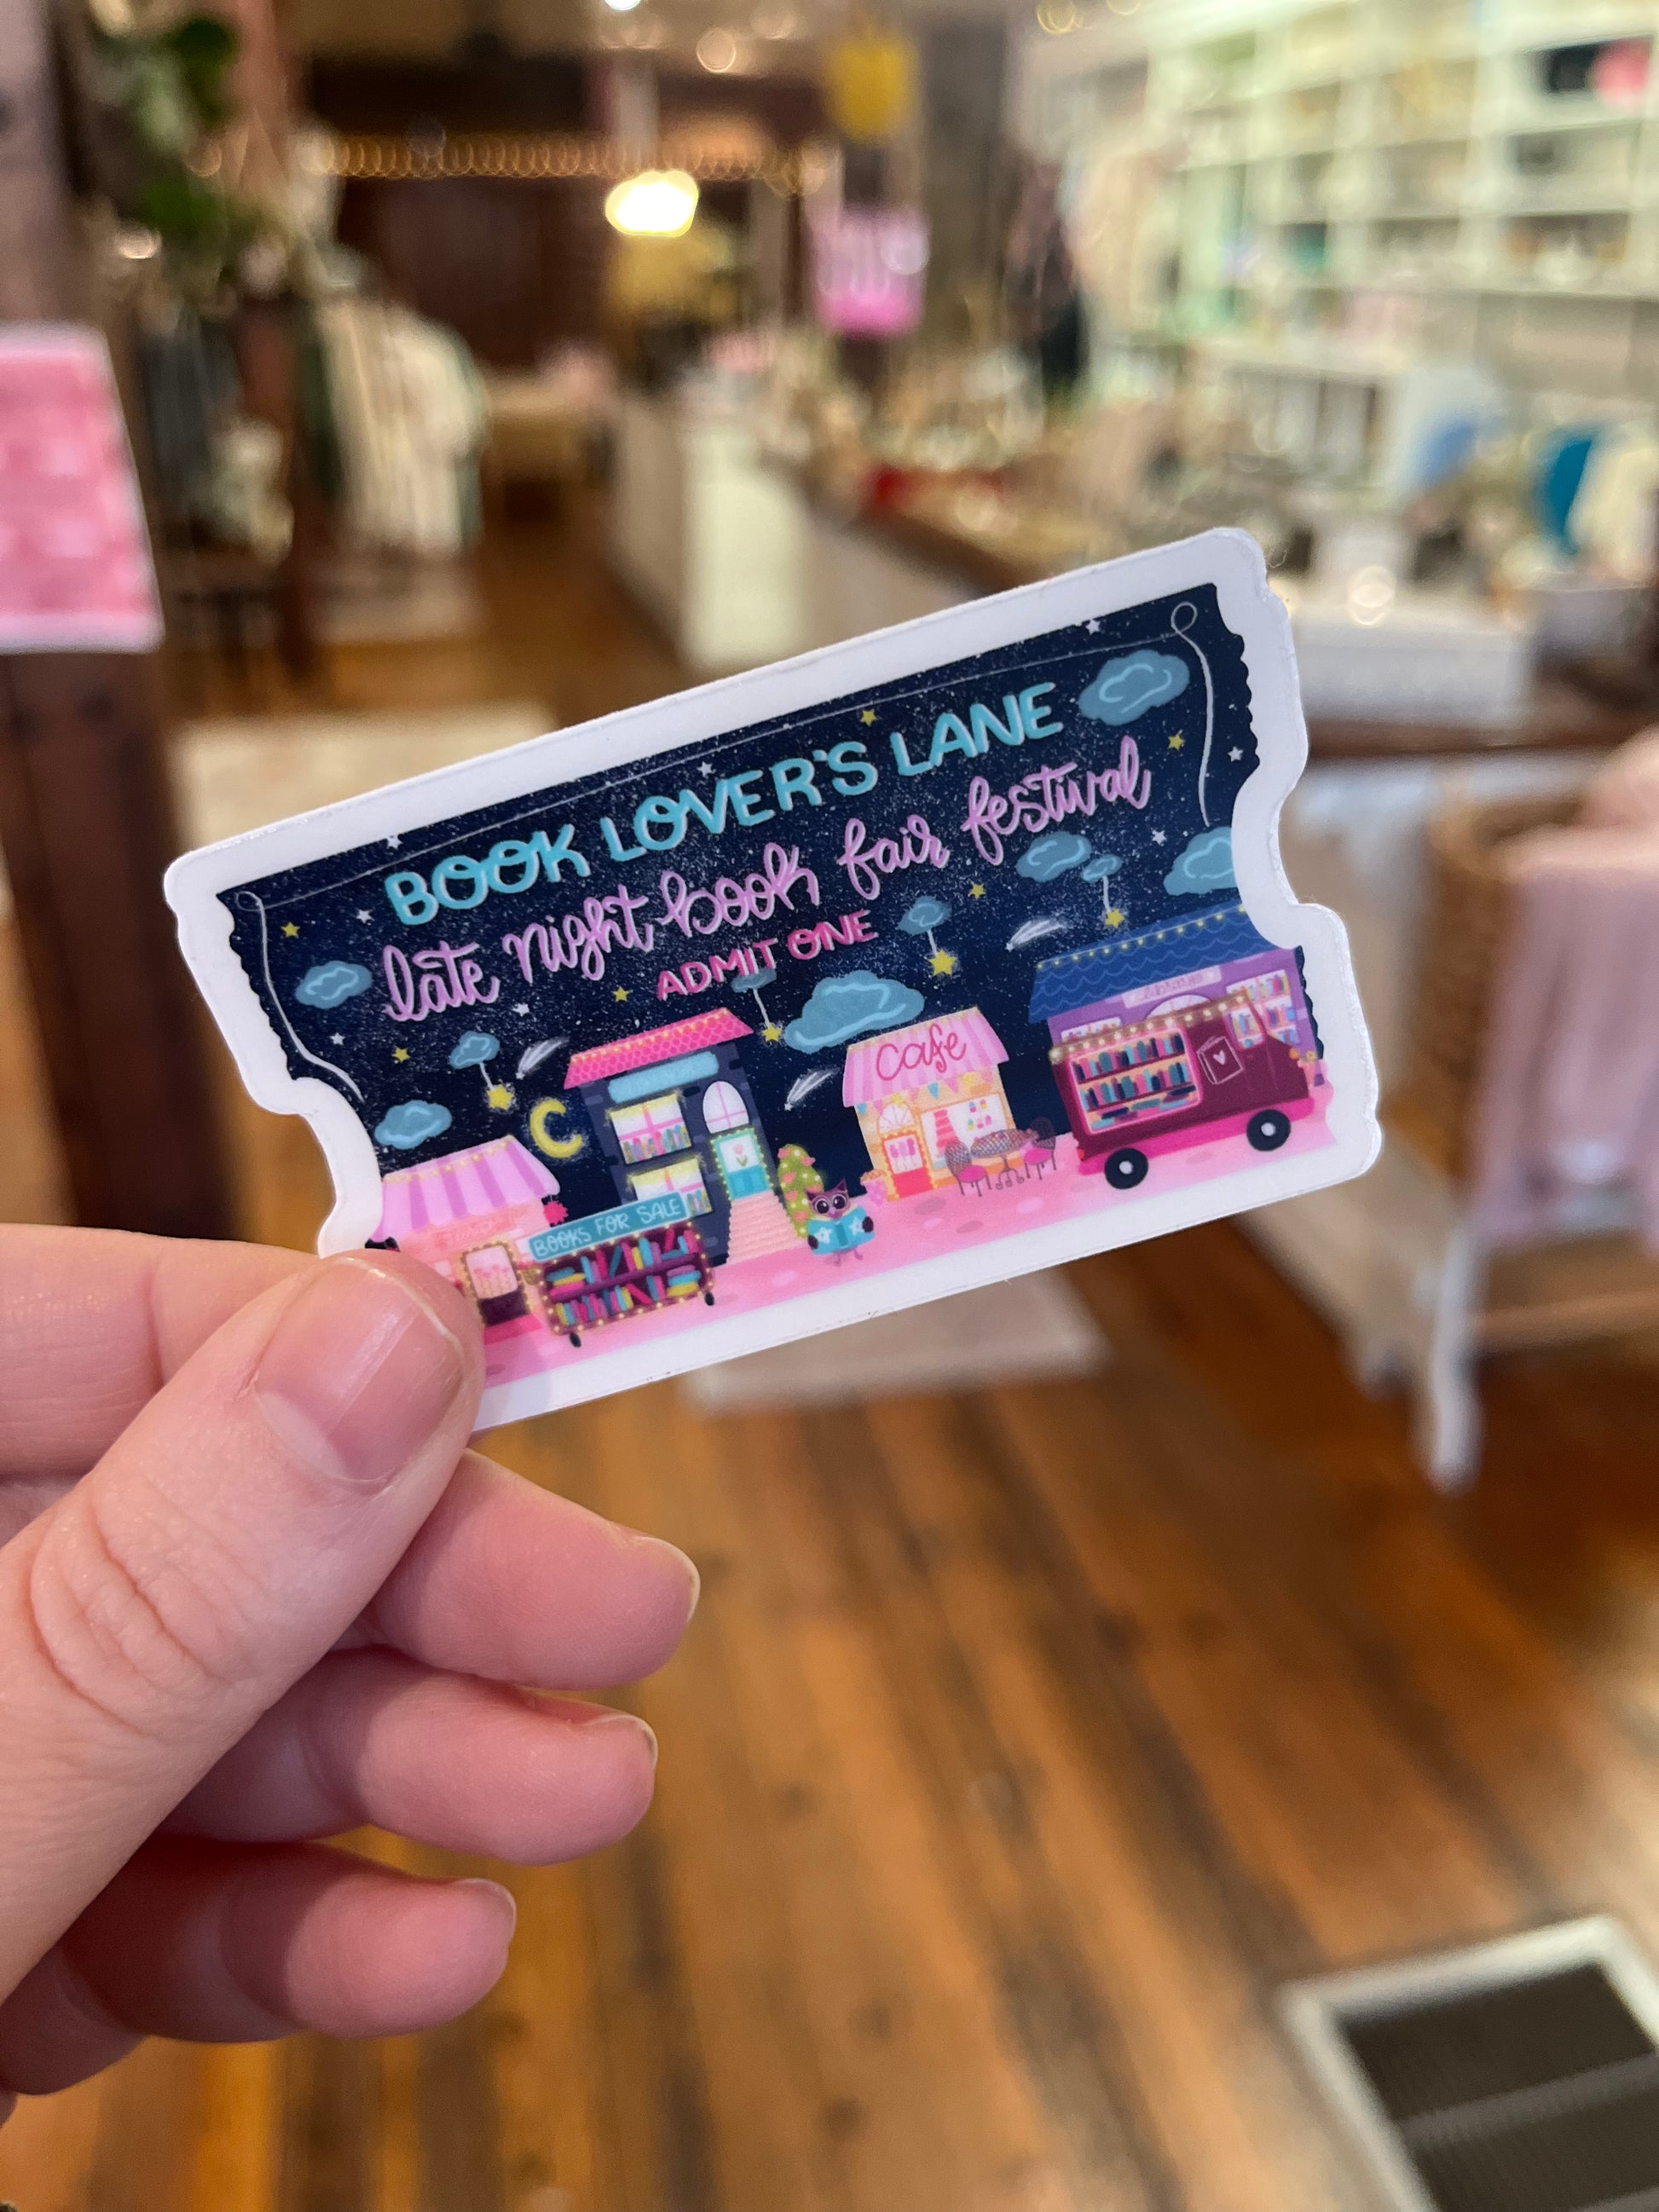 BOOK LOVER'S LANE
late night book fair festival
ADMIT ONE
cafe
BOOKS FOR SALE